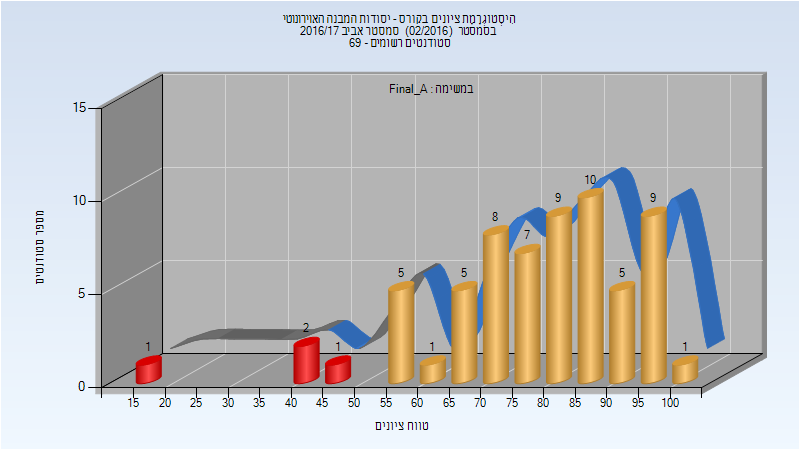 היסטוגרמת ציונים בקורס - יסודות המבנה האוירונוטי
בסמסטר (02/2016) סמסטר אביב 2016/17
סטודנטים רשומים - 69
במשימה : Final_A
מספר סטודנטים
15
10
5
0
1
2
1
5
1
5
8
7
9
10
5
9
1
15 20 25 30 35 40 45 50 55 60 65 70 75 80 85 90 95 100
טווח ציונים